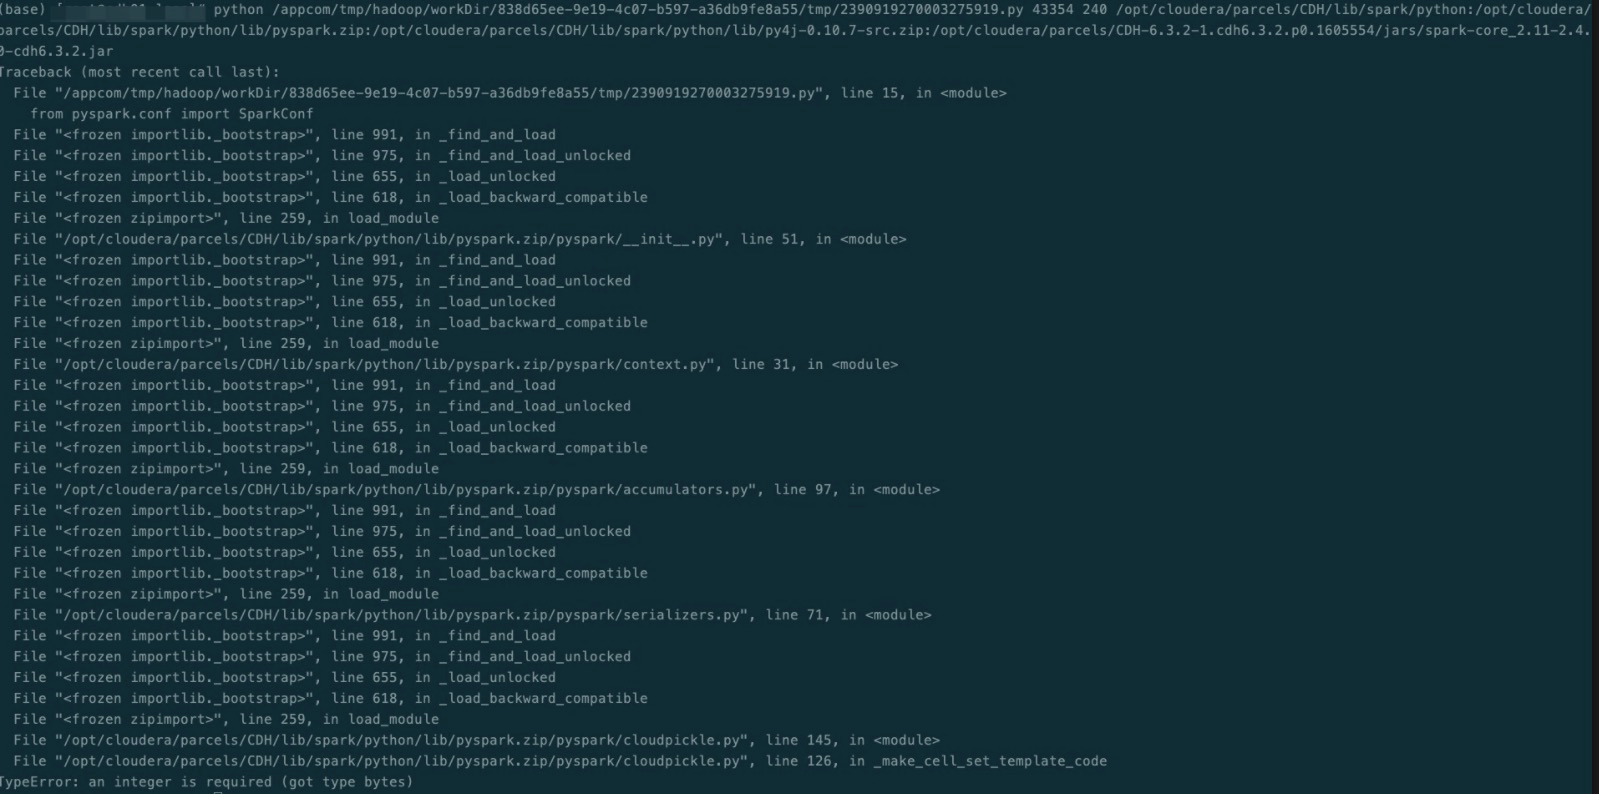 (base) python /appcom/tmp/hadoop/workDir/838d65ee-9e19-4c07-b597-a36db9fe8a55/tmp/2390919270003275919.py 43354 240 /opt/cloudera/parcels/CDH/lib/spark/python:/opt/cloudera/
parcels/CDH/lib/spark/python/lib/pyspark.zip:/opt/cloudera/parcels/CDH/lib/spark/python/lib/py4j-0.10.7-src.zip:/opt/cloudera/parcels/CDH-6.3.2-1.cdh6.3.2.p0.1605554/jars/spark-core_2.11-2.4.
0-cdh6.3.2.jar
Traceback (most recent call last):
File "/appcom/tmp/hadoop/workDir/838d65ee-9e19-4c07-b597-a36db9fe8a55/tmp/2390919270003275919.py", line 15, in <module>
from pyspark.conf import SparkConf
File "<frozen importlib._bootstrap>", line 991, in _find_and_load
File "<frozen importlib._bootstrap>", line 975, in _find_and_load_unlocked
File "<frozen importlib._bootstrap>", line 655, in _load_unlocked
File "<frozen importlib._bootstrap>", line 618, in _load_backward_compatible
File "<frozen zipimport>", line 259, in load_module
File "/opt/cloudera/parcels/CDH/lib/spark/python/lib/pyspark.zip/pyspark/__init__.py", line 51, in <module>
File "<frozen importlib._bootstrap>", line 991, in _find_and_load
File "<frozen importlib._bootstrap>", line 975, in _find_and_load_unlocked
File "<frozen importlib._bootstrap>", line 655, in _load_unlocked
File "<frozen importlib._bootstrap>", line 618, in _load_backward_compatible
File "<frozen zipimport>", line 259, in load_module
File "/opt/cloudera/parcels/CDH/lib/spark/python/lib/pyspark.zip/pyspark/context.py", line 31, in <module>
File "<frozen importlib._bootstrap>", line 991, in _find_and_load
File "<frozen importlib._bootstrap>", line 975, in _find_and_load_unlocked
File "<frozen importlib._bootstrap>", line 655, in _load_unlocked
File "<frozen importlib._bootstrap>", line 618, in _load_backward_compatible
File "<frozen zipimport>", line 259, in load_module
File "/opt/cloudera/parcels/CDH/lib/spark/python/lib/pyspark.zip/pyspark/accumulators.py", line 97, in <module>
File "<frozen importlib._bootstrap>", line 991, in _find_and_load
File "<frozen importlib._bootstrap>", line 975, in _find_and_load_unlocked
File "<frozen importlib._bootstrap>", line 655, in _load_unlocked
File "<frozen importlib._bootstrap>", line 618, in _load_backward_compatible
File "<frozen zipimport>", line 259, in load_module
File "/opt/cloudera/parcels/CDH/lib/spark/python/lib/pyspark.zip/pyspark/serializers.py", line 71, in <module>
File "<frozen importlib._bootstrap>", line 991, in _find_and_load
File "<frozen importlib._bootstrap>", line 975, in _find_and_load_unlocked
File "<frozen importlib._bootstrap>", line 655, in _load_unlocked
File "<frozen importlib._bootstrap>", line 618, in _load_backward_compatible
File "<frozen zipimport>", line 259, in load_module
File "/opt/cloudera/parcels/CDH/lib/spark/python/lib/pyspark.zip/pyspark/cloudpickle.py", line 145, in <module>
File "/opt/cloudera/parcels/CDH/lib/spark/python/lib/pyspark.zip/pyspark/cloudpickle.py", line 126, in _make_cell_set_template_code
TypeError: an integer is required (got type bytes)